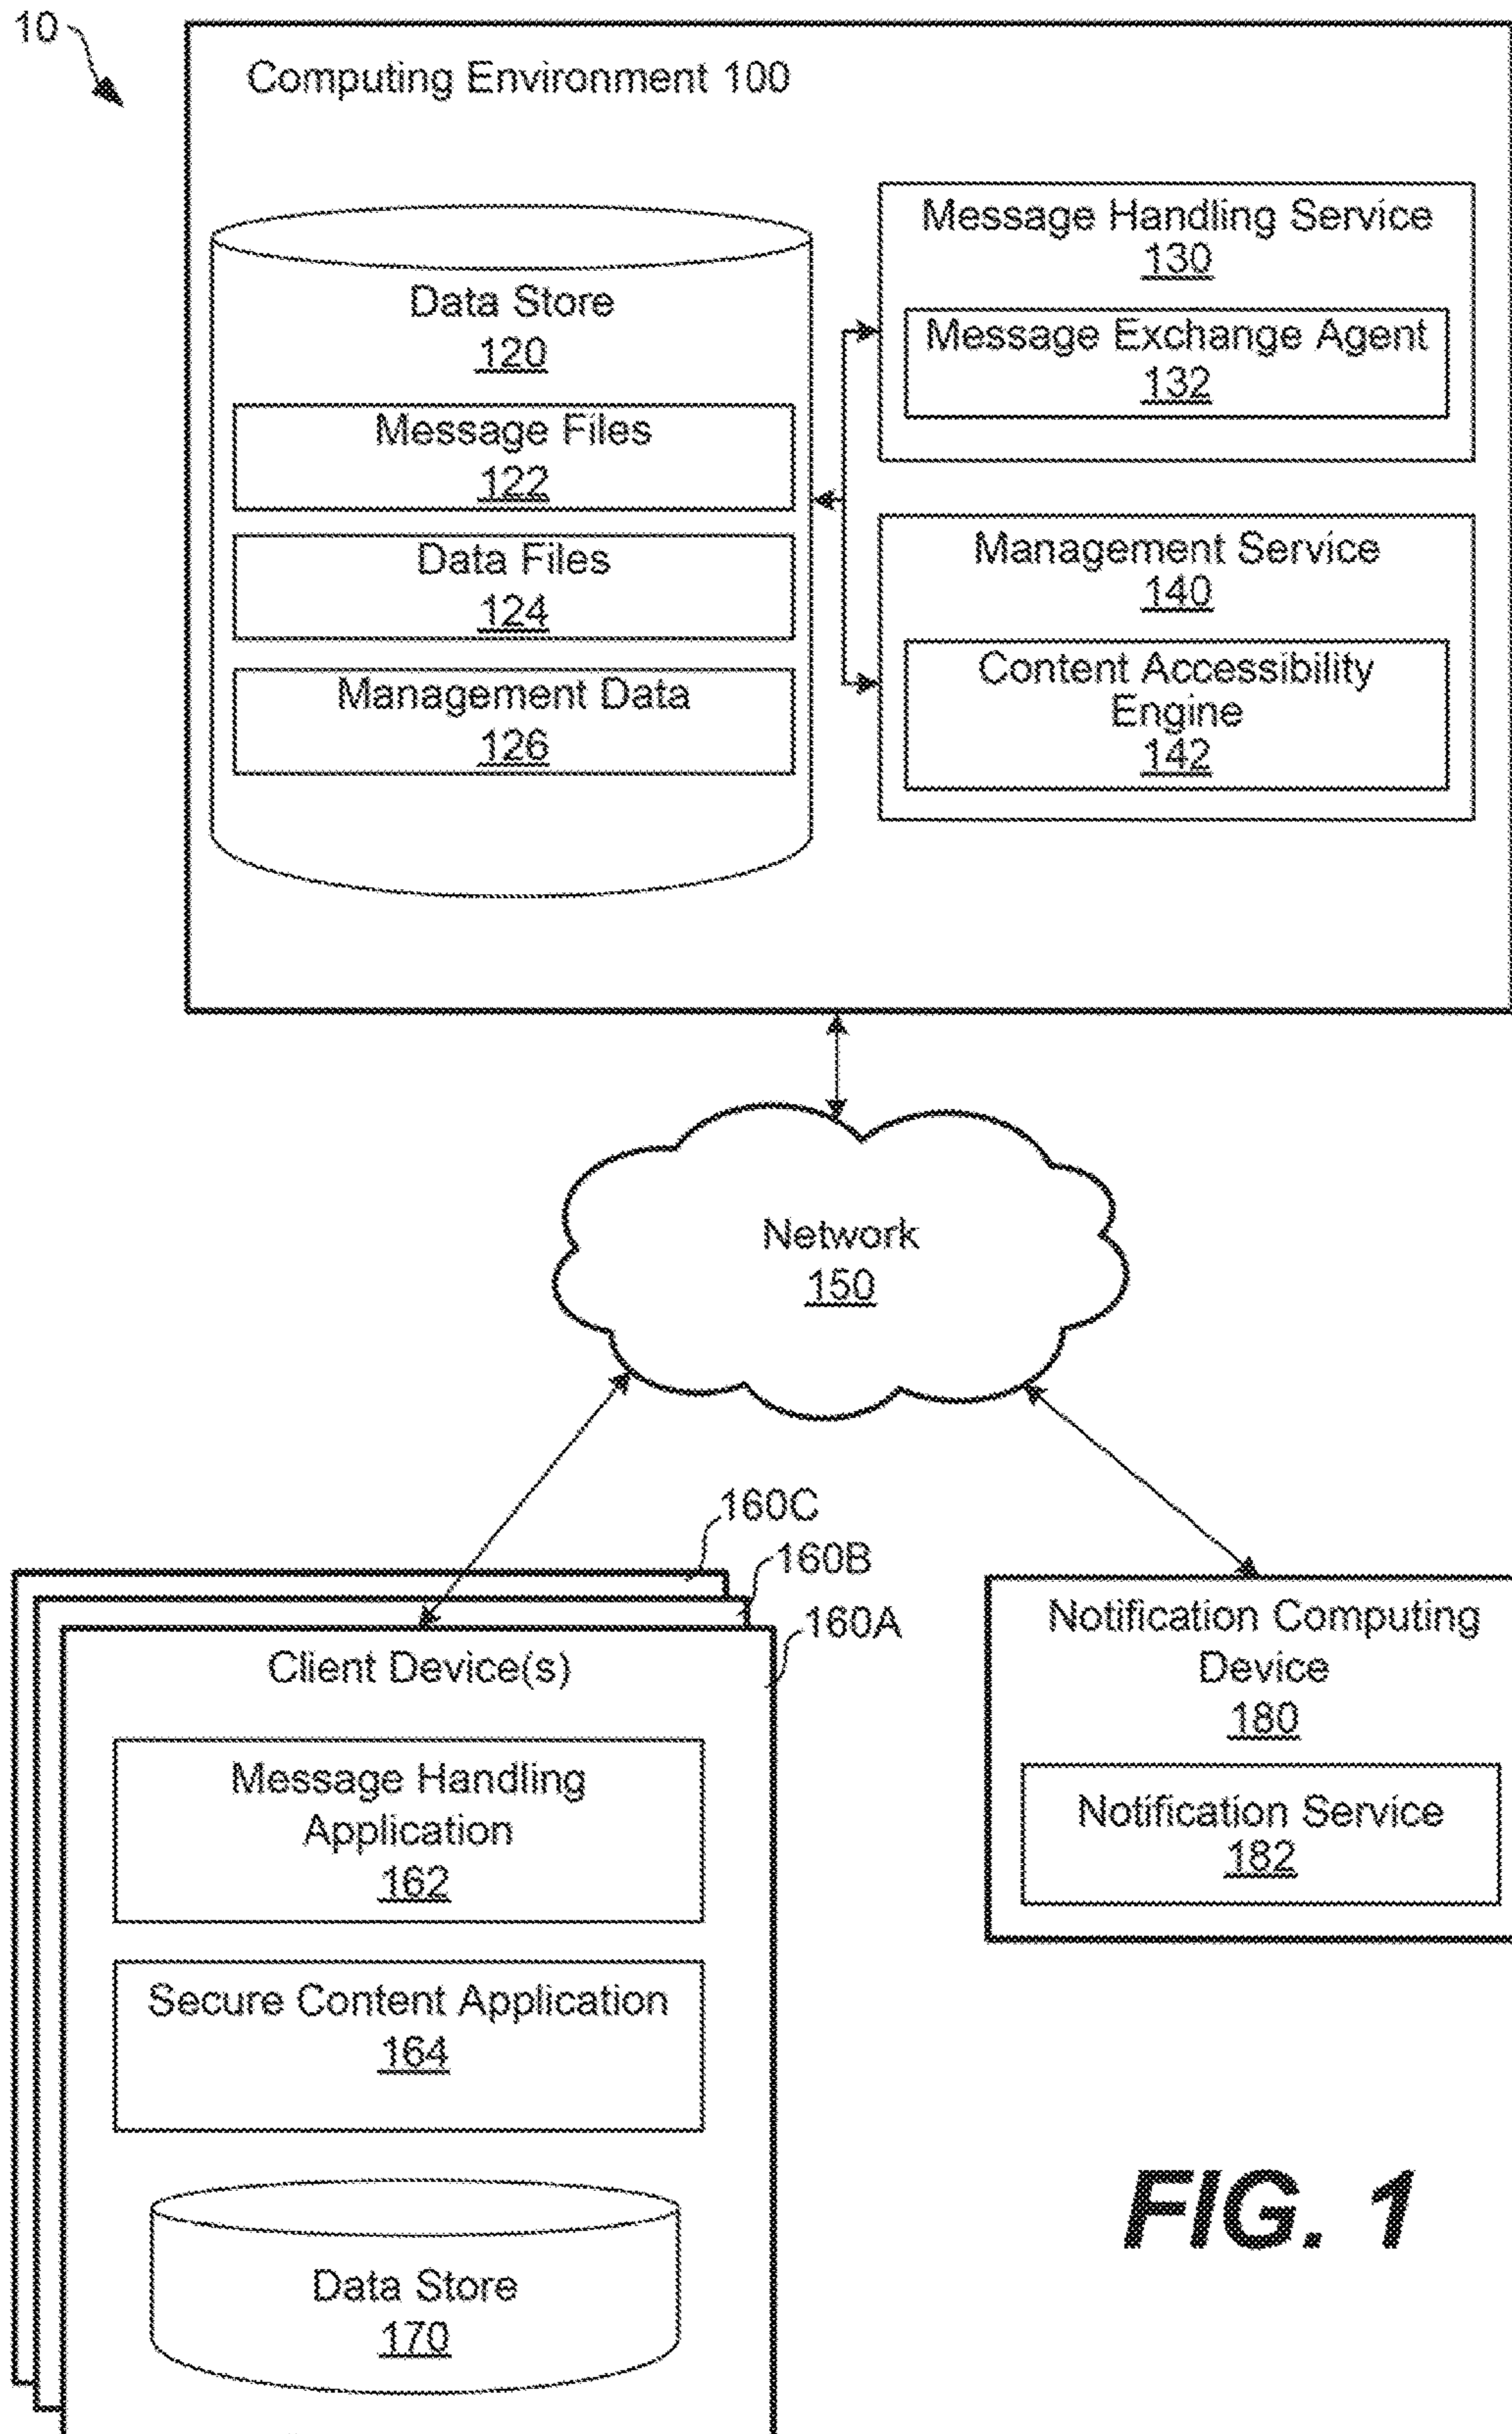 10
Computing Environment 100
Data Store
120
Message Files
122
Data Files
124
Management Data
126
Message Handling Service
130
Message Exchange Agent
132
Management Service
140
Content Accessibility
Engine
142
Network
150
160C
160B
160A
Client Device(s)
Message Handling
Application
162
Secure Content Application
164
Data Store
170
Notification Computing
Device
180
Notification Service
182
FIG. 1